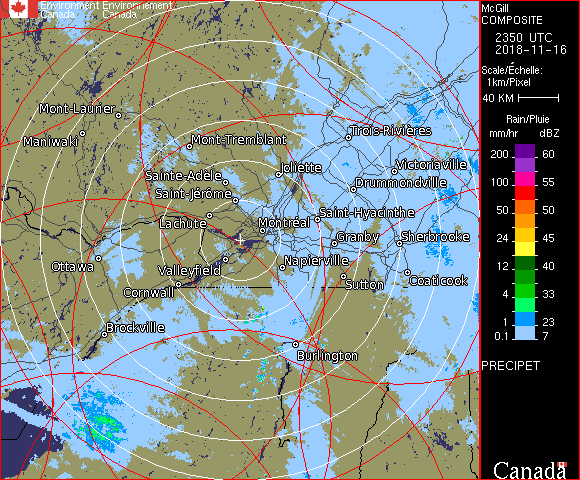 Environment Environnement
Canada Canada
McGill
COMPOSITE
2350 UTC
2018-11-16
Scale/Échelle:
1km/Pixel
40 KM
Rain/Pluie
mm/hr dBZ
200 60
100 55
50 50
24 45
12 40
4 33
1 23
0.1 7
PRECIPET
Canada
Mont-Laurier
Maniwaki
Mont-Tremblant
Trois-Rivières
Joliette
Victoriaville
Sainte-Adèle
Drummondville
Saint-Jérôme
Lachute
Saint-Hyacinthe
Montréal
Granby
Sherbrooke
Ottawa
Valleyfield
Napierville
Cornwall
Sutton
Coaticook
Brockville
Burlington